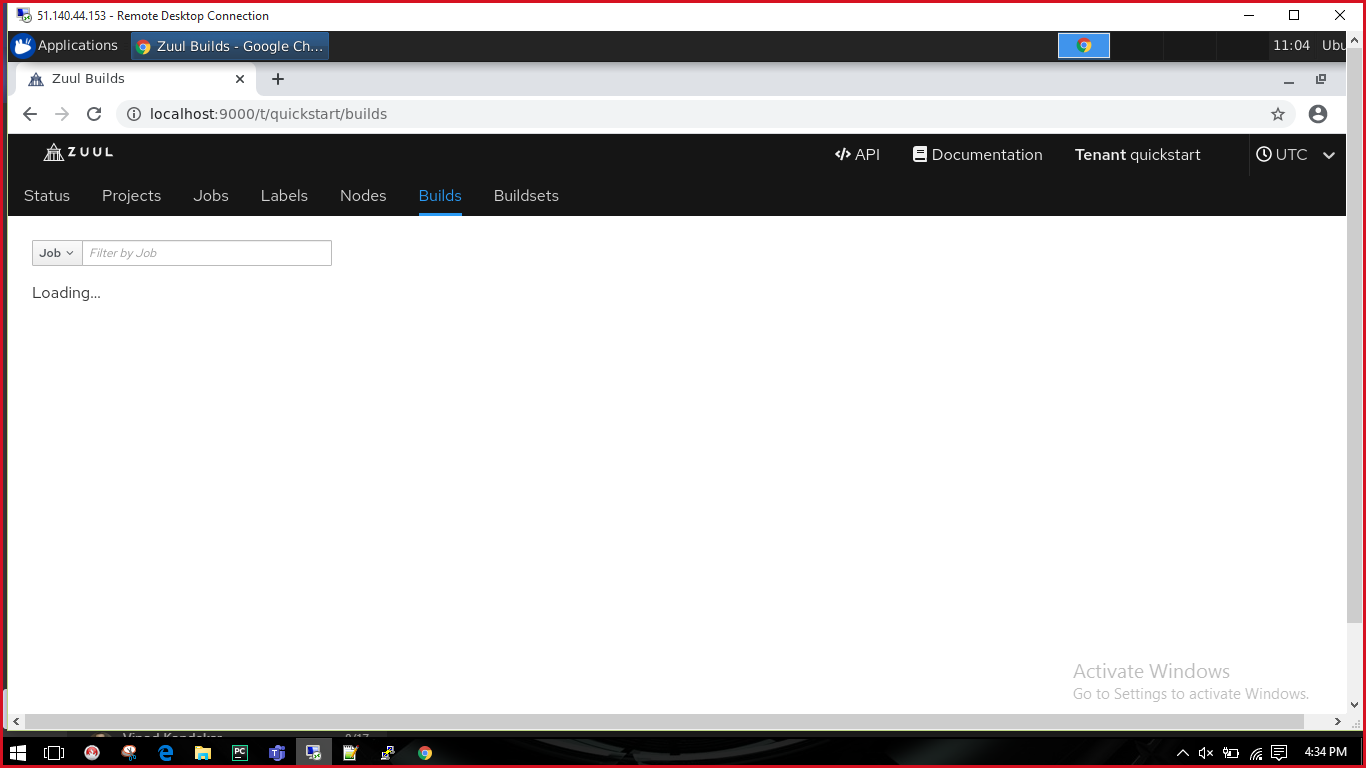 51.140.44.153 - Remote Desktop Connection
Applications
Zuul Builds - Google Ch...
11:04 Ubu
Zuul Builds
localhost:9000/t/quickstart/builds
ZUUL
API
Documentation
Tenant quickstart
UTC
Status Projects Jobs Labels Nodes Builds Buildsets
Job
Filter by Job
Loading...
Activate Windows
Go to Settings to activate Windows.
PC
4:34 PM